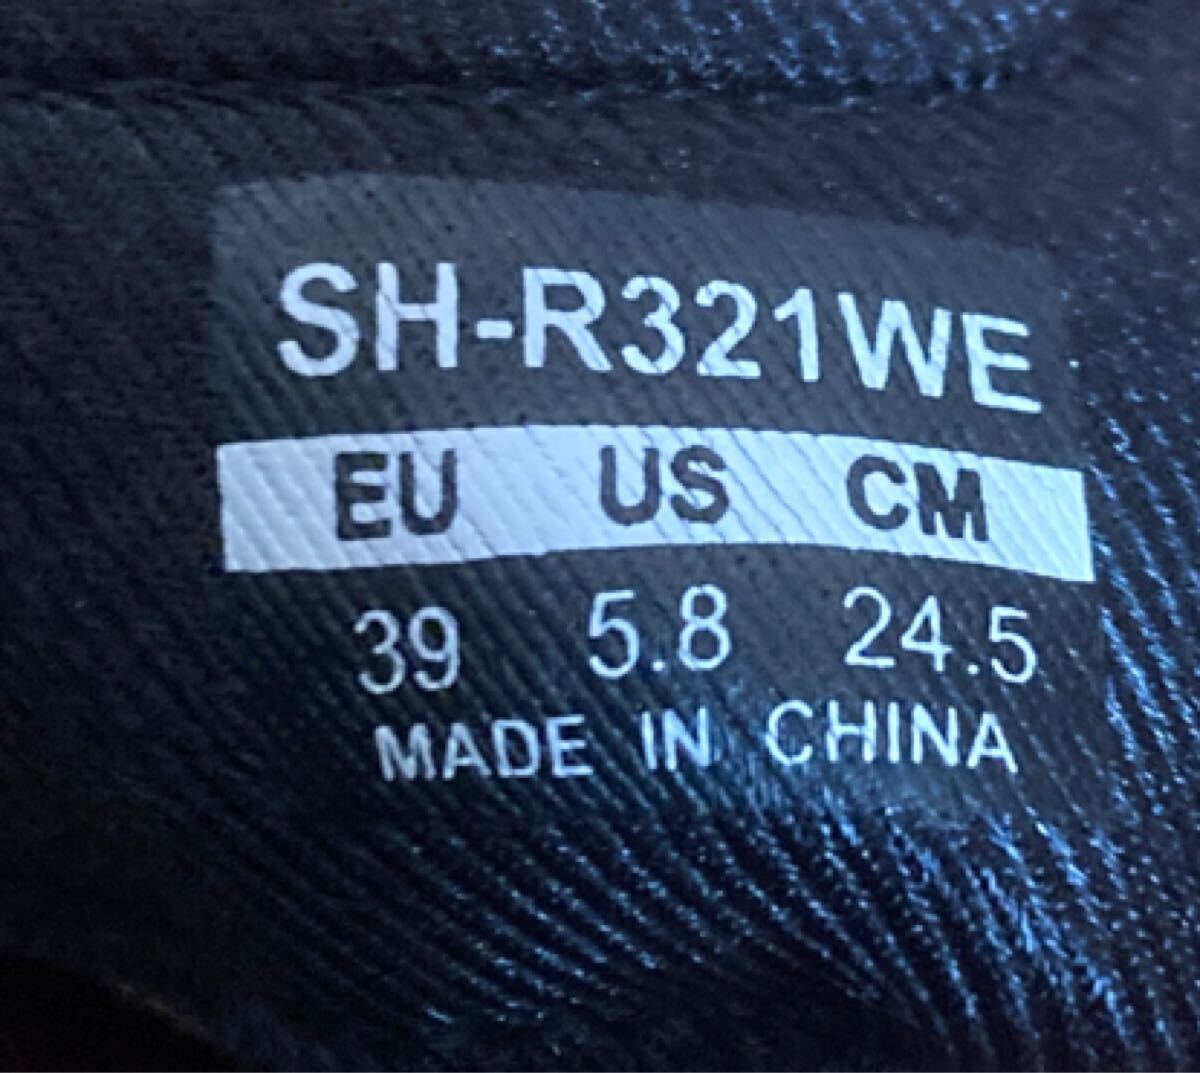 SH-R321WE
EU US CM
39 5.8 24.5
MADE IN CHINA